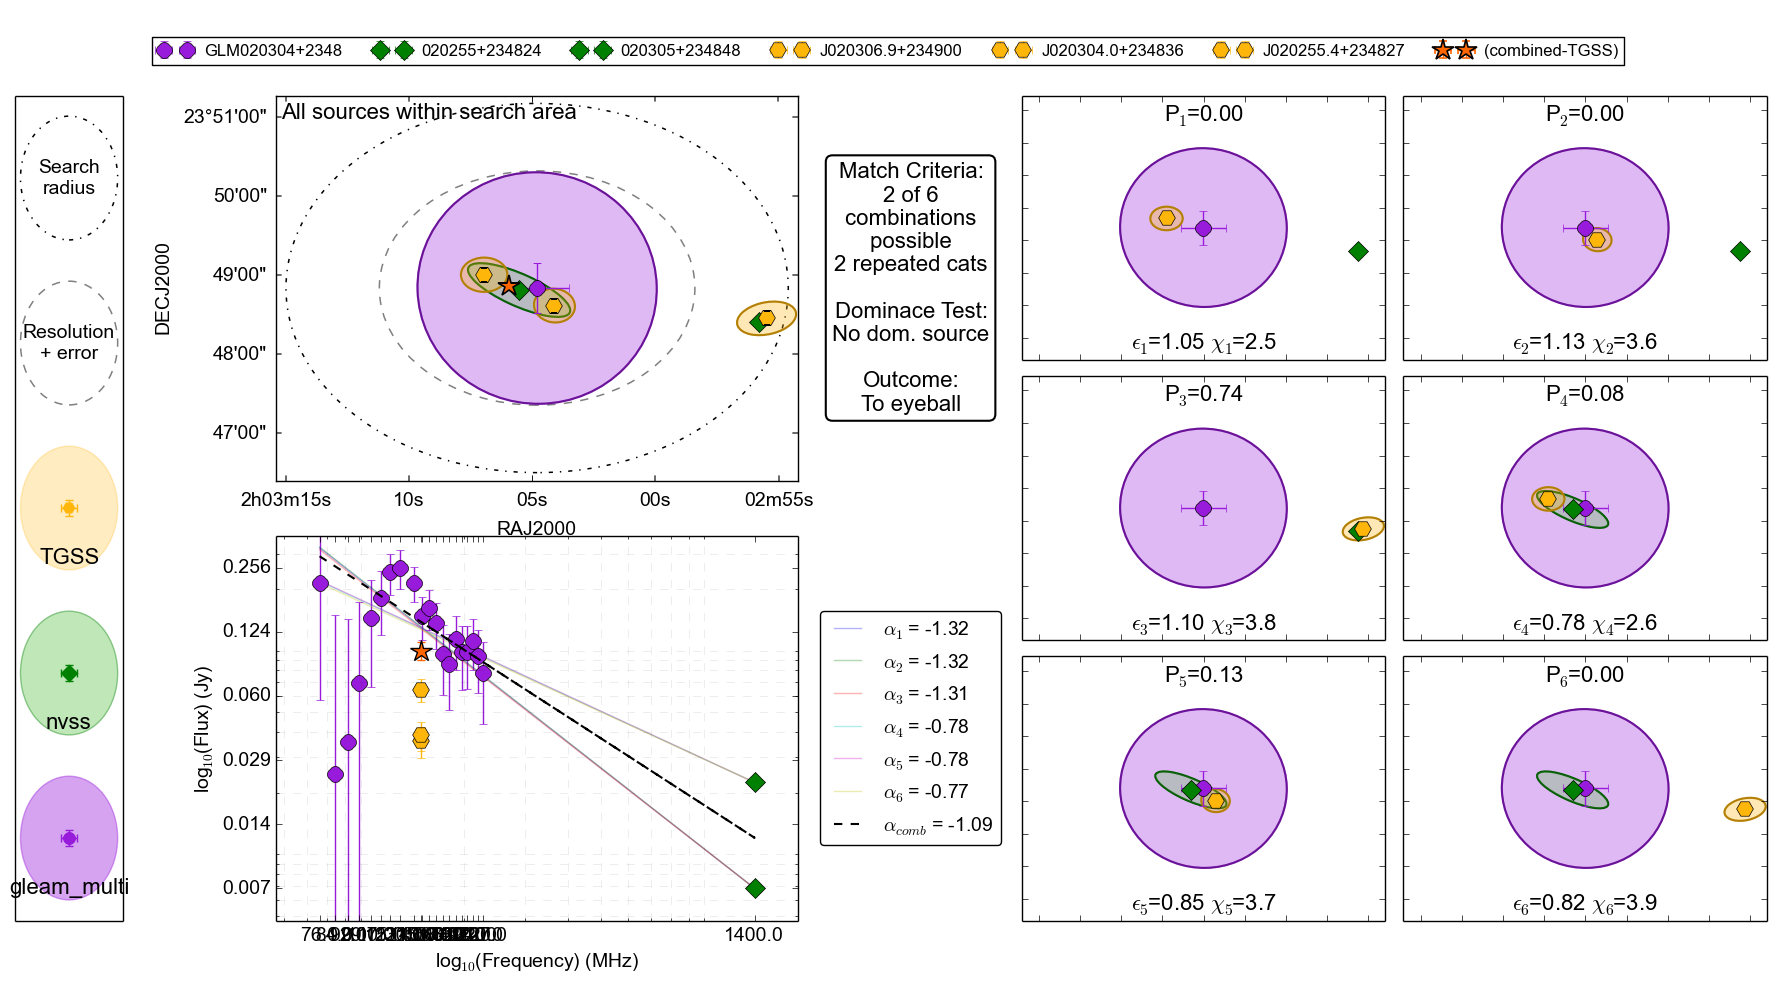 GLM020304+2348 020255+234824 020305+234848 J020306.9+234900 J020304.0+234836 J020255.4+234827 (combined-TGSS)
Search
radius
Resolution
+ error
TGSS
nvss
gleam_multi
All sources within search area
23°51'00"
50'00"
49'00"
48'00"
47'00"
DECJ2000
2h03m15s 10s 05s 00s 02m55s
RAJ2000
Match Criteria:
2 of 6
combinations
possible
2 repeated cats
Dominace Test:
No dom. source
Outcome:
To eyeball
0.256
0.124
0.060
0.029
0.014
0.007
log₁₀(Flux) (Jy)
1400.0
log₁₀(Frequency) (MHz)
α₁ = -1.32
α₂ = -1.32
α₃ = -1.31
α₄ = -0.78
α₅ = -0.78
α₆ = -0.77
α_comb = -1.09
P₁=0.00
ϵ₁=1.05 χ₁=2.5
P₂=0.00
ϵ₂=1.13 χ₂=3.6
P₃=0.74
ϵ₃=1.10 χ₃=3.8
P₄=0.08
ϵ₄=0.78 χ₄=2.6
P₅=0.13
ϵ₅=0.85 χ₅=3.7
P₆=0.00
ϵ₆=0.82 χ₆=3.9